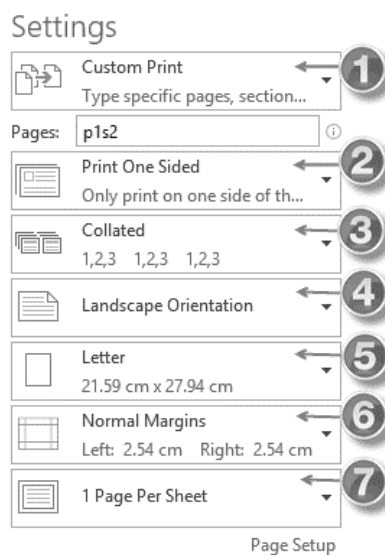 Settings
Custom Print
Type specific pages, section...
1
Pages: p1s2
Print One Sided
Only print on one side of th...
2
Collated
1,2,3 1,2,3 1,2,3
3
Landscape Orientation
4
Letter
21.59 cm x 27.94 cm
5
Normal Margins
Left: 2.54 cm Right: 2.54 cm
6
1 Page Per Sheet
7
Page Setup